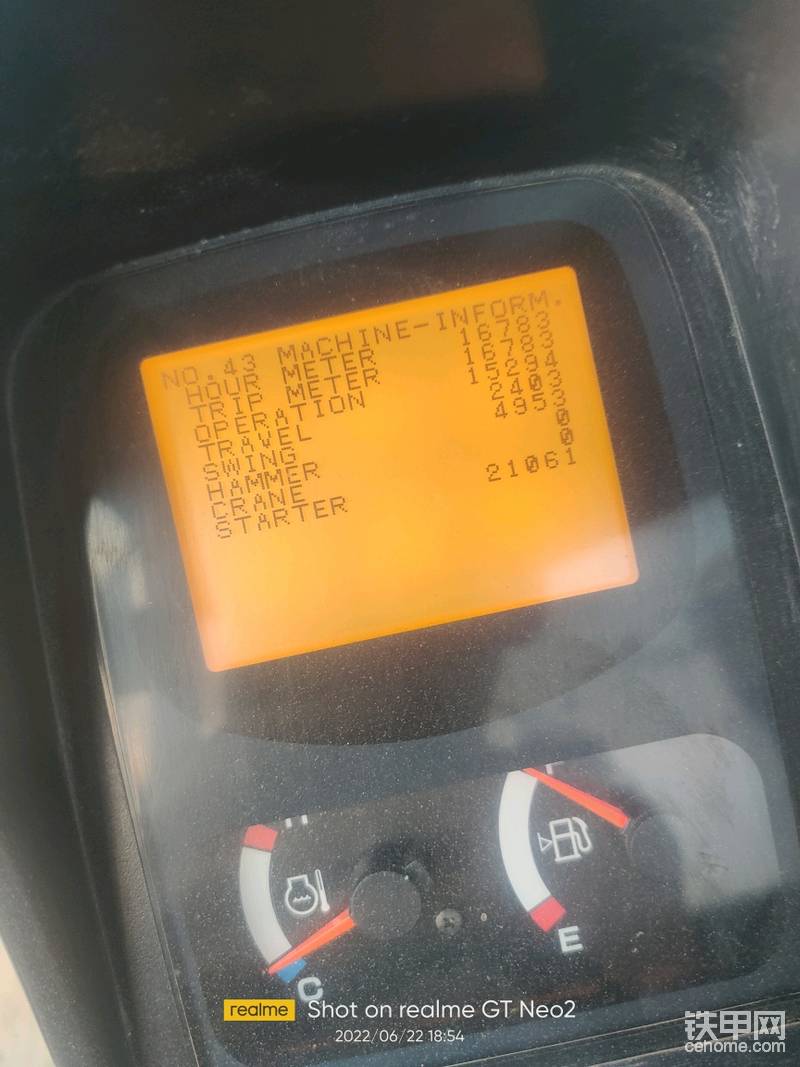 NO.43 MACHINE-INFORM.
HOUR METER 16783
TRIP METER 16783
OPERATION 15294
TRAVEL 2403
SWING 4953
HAMMER 0
CRANE 0
STARTER 21061
E
C
realme Shot on realme GT Neo2
2022/06/22 18:54
铁甲网
cehome.com